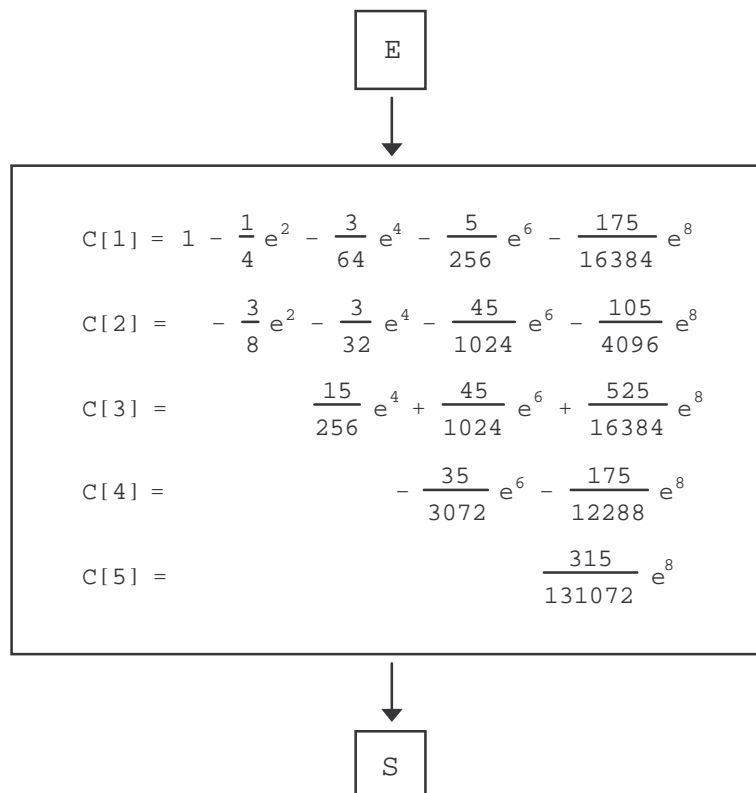 E
C[1] = 1 - 1/4 e² - 3/64 e⁴ - 5/256 e⁶ - 175/16384 e⁸
C[2] = - 3/8 e² - 3/32 e⁴ - 45/1024 e⁶ - 105/4096 e⁸
C[3] = 15/256 e⁴ + 45/1024 e⁶ + 525/16384 e⁸
C[4] = - 35/3072 e⁶ - 175/12288 e⁸
C[5] = 315/131072 e⁸
S